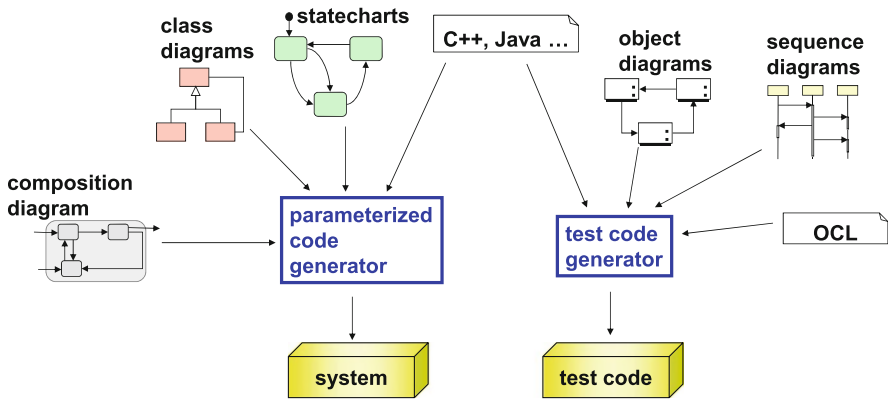 class
diagrams
statecharts
C++, Java ...
object
diagrams
sequence
diagrams
composition
diagram
parameterized
code
generator
test code
generator
OCL
system
test code